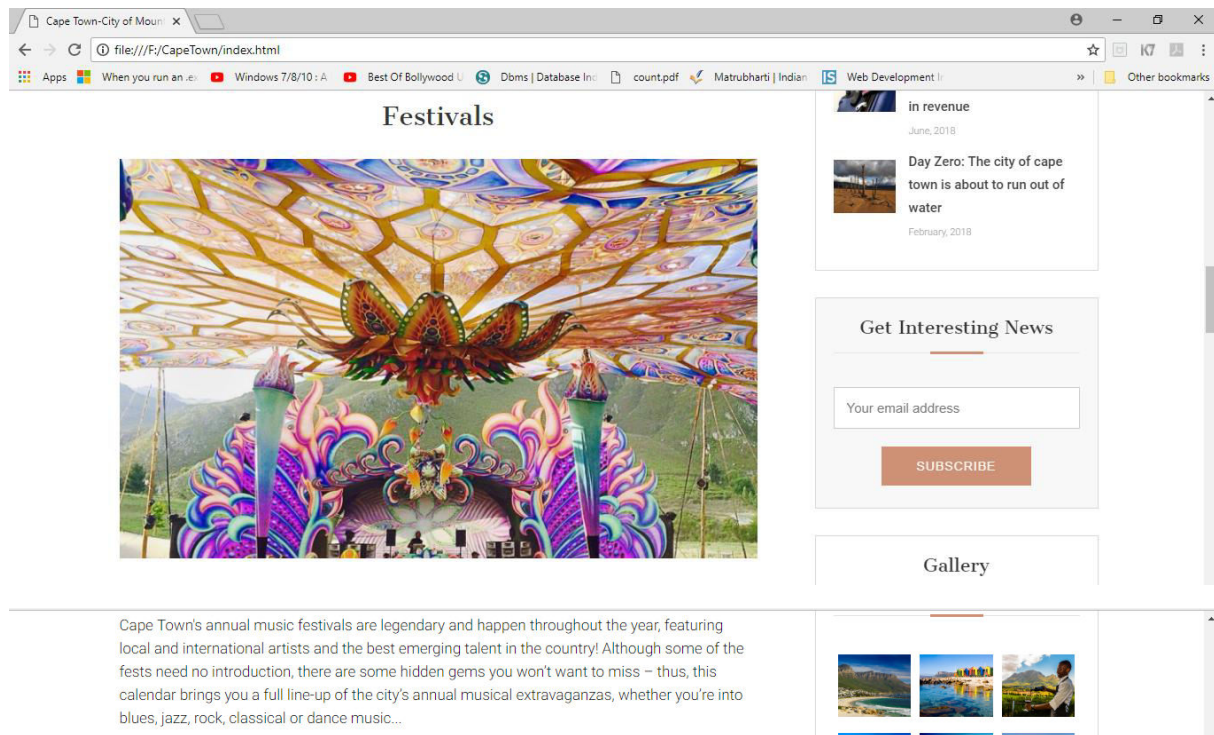 Cape Town-City of Moun
file:///F:/CapeTown/index.html
Apps When you run an .ex Windows 7/8/10 : A Best Of Bollywood U Dbms | Database Inc count.pdf Matrubharti | Indian Web Development In » Other bookmarks
Festivals
in revenue
June, 2018
Day Zero: The city of cape
town is about to run out of
water
February, 2018
Get Interesting News
Your email address
SUBSCRIBE
Gallery
Cape Town's annual music festivals are legendary and happen throughout the year, featuring
local and international artists and the best emerging talent in the country! Although some of the
fests need no introduction, there are some hidden gems you won't want to miss – thus, this
calendar brings you a full line-up of the city's annual musical extravaganzas, whether you're into
blues, jazz, rock, classical or dance music...